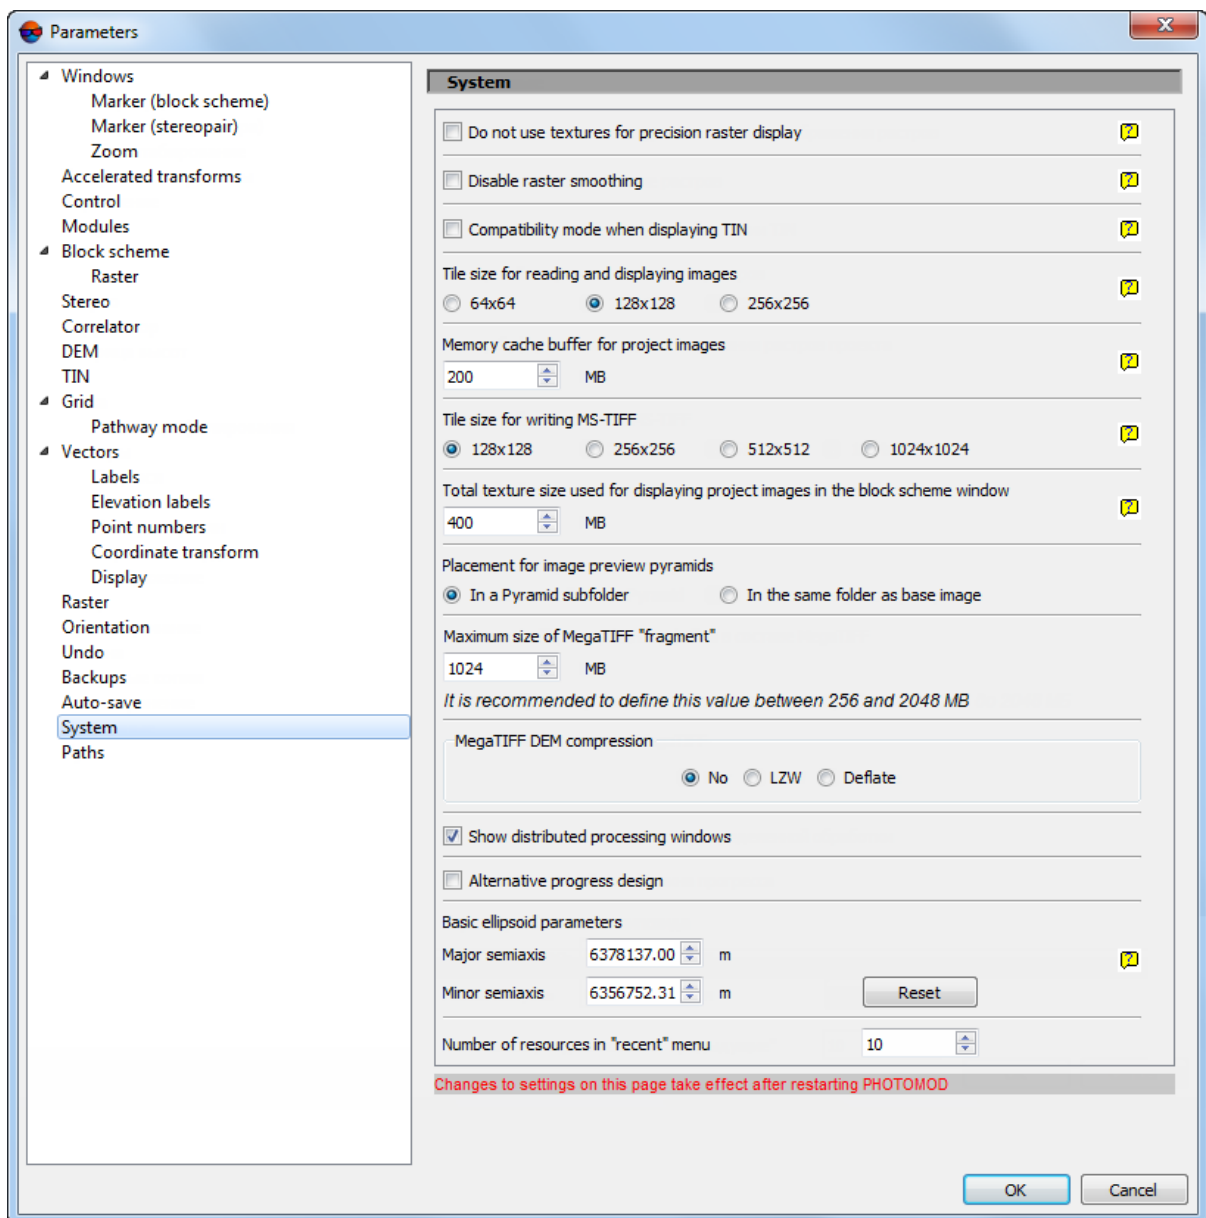 Parameters
Windows
Marker (block scheme)
Marker (stereopair)
Zoom
Accelerated transforms
Control
Modules
Block scheme
Raster
Stereo
Correlator
DEM
TIN
Grid
Pathway mode
Vectors
Labels
Elevation labels
Point numbers
Coordinate transform
Display
Raster
Orientation
Undo
Backups
Auto-save
System
Paths
System
Do not use textures for precision raster display
Disable raster smoothing
Compatibility mode when displaying TIN
Tile size for reading and displaying images
64x64 128x128 256x256
Memory cache buffer for project images
200 MB
Tile size for writing MS-TIFF
128x128 256x256 512x512 1024x1024
Total texture size used for displaying project images in the block scheme window
400 MB
Placement for image preview pyramids
In a Pyramid subfolder In the same folder as base image
Maximum size of MegaTIFF "fragment"
1024 MB
It is recommended to define this value between 256 and 2048 MB
MegaTIFF DEM compression
No LZW Deflate
Show distributed processing windows
Alternative progress design
Basic ellipsoid parameters
Major semiaxis 6378137.00 m
Minor semiaxis 6356752.31 m Reset
Number of resources in "recent" menu 10
Changes to settings on this page take effect after restarting PHOTOMOD
OK Cancel